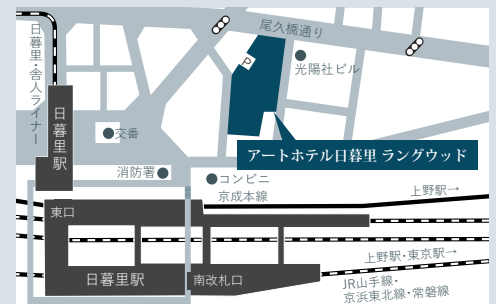 尾久橋通り
日暮里・舎人ライナー
P
光陽社ビル
日暮里駅
交番
アートホテル日暮里 ラングウッド
消防署
コンビニ
京成本線
上野駅→
東口
上野駅・東京駅→
日暮里駅
南改札口
JR山手線・
京浜東北線・常磐線